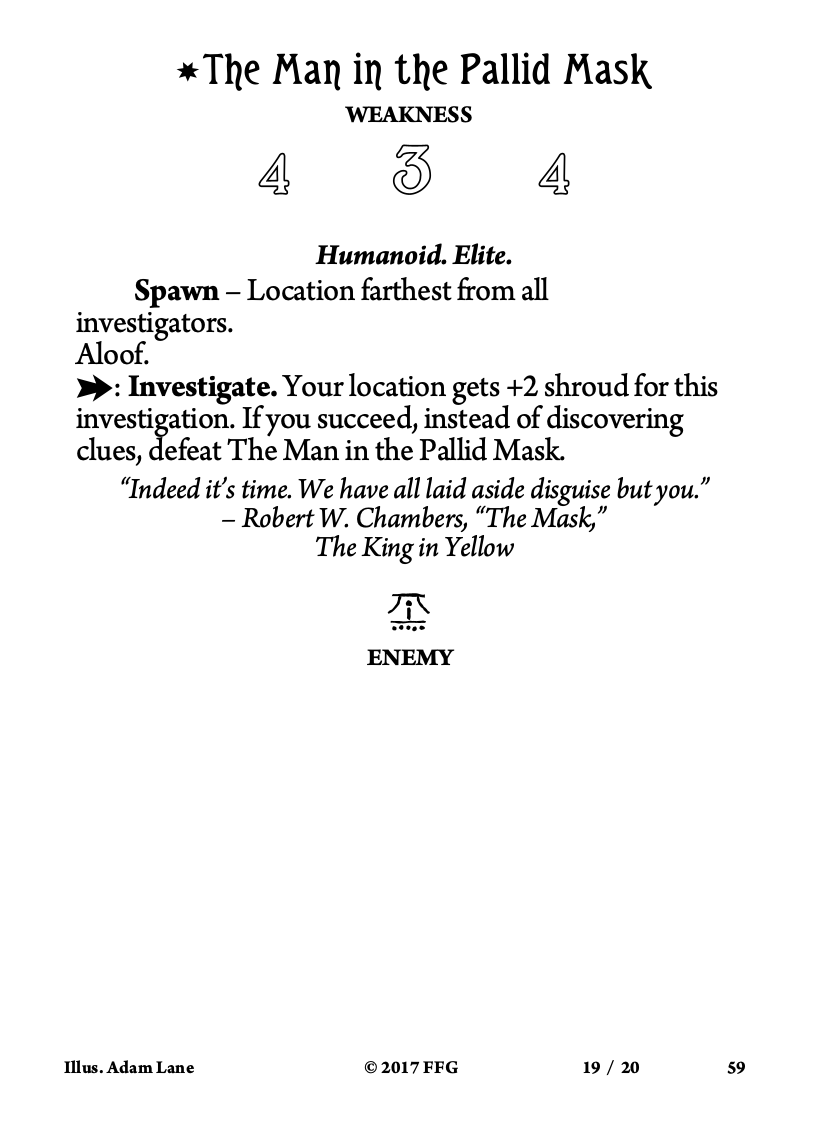 The Man in the Pallid Mask
WEAKNESS
4 3 4
Humanoid. Elite.
Spawn – Location farthest from all
investigators.
Aloof.
: Investigate. Your location gets +2 shroud for this
investigation. If you succeed, instead of discovering
clues, defeat The Man in the Pallid Mask.
“Indeed it’s time. We have all laid aside disguise but you.”
– Robert W. Chambers, “The Mask,”
The King in Yellow
ENEMY
Illus. Adam Lane © 2017 FFG 19 / 20 59